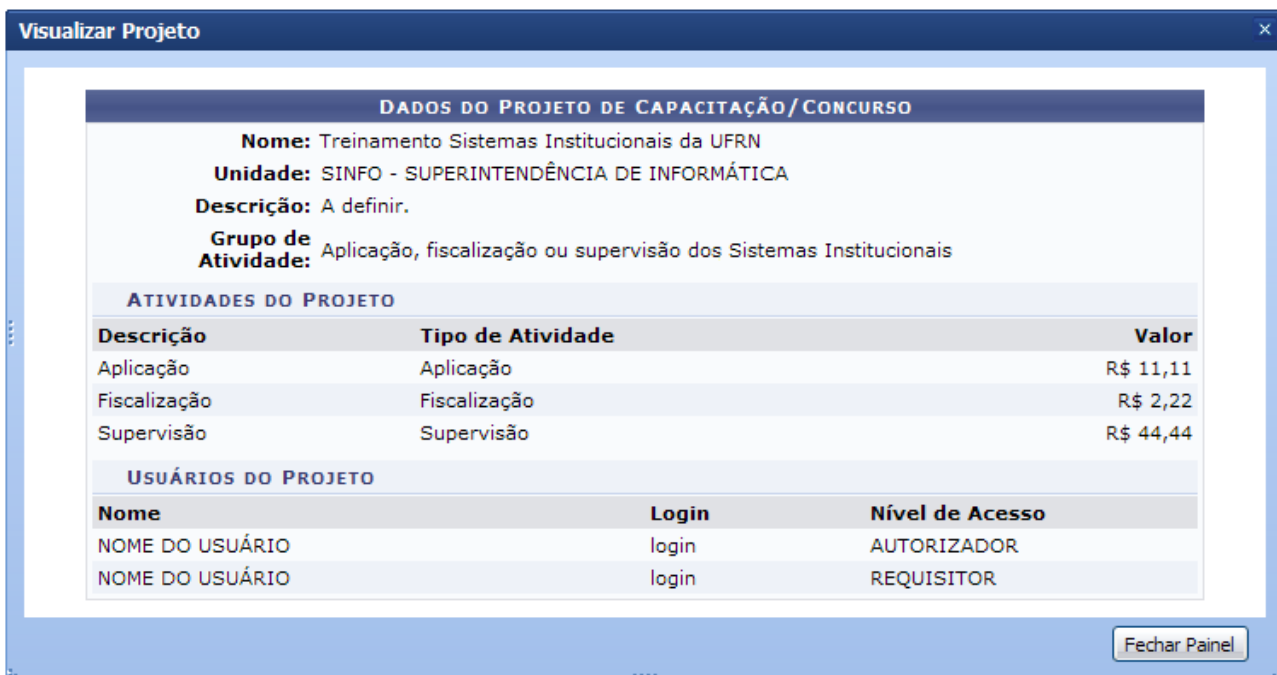 Visualizar Projeto
DADOS DO PROJETO DE CAPACITAÇÃO/CONCURSO
Nome: Treinamento Sistemas Institucionais da UFRN
Unidade: SINFO - SUPERINTENDÊNCIA DE INFORMÁTICA
Descrição: A definir.
Grupo de Atividade: Aplicação, fiscalização ou supervisão dos Sistemas Institucionais
ATIVIDADES DO PROJETO
Descrição Tipo de Atividade Valor
Aplicação Aplicação R$ 11,11
Fiscalização Fiscalização R$ 2,22
Supervisão Supervisão R$ 44,44
USUÁRIOS DO PROJETO
Nome Login Nível de Acesso
NOME DO USUÁRIO login AUTORIZADOR
NOME DO USUÁRIO login REQUISITOR
Fechar Painel